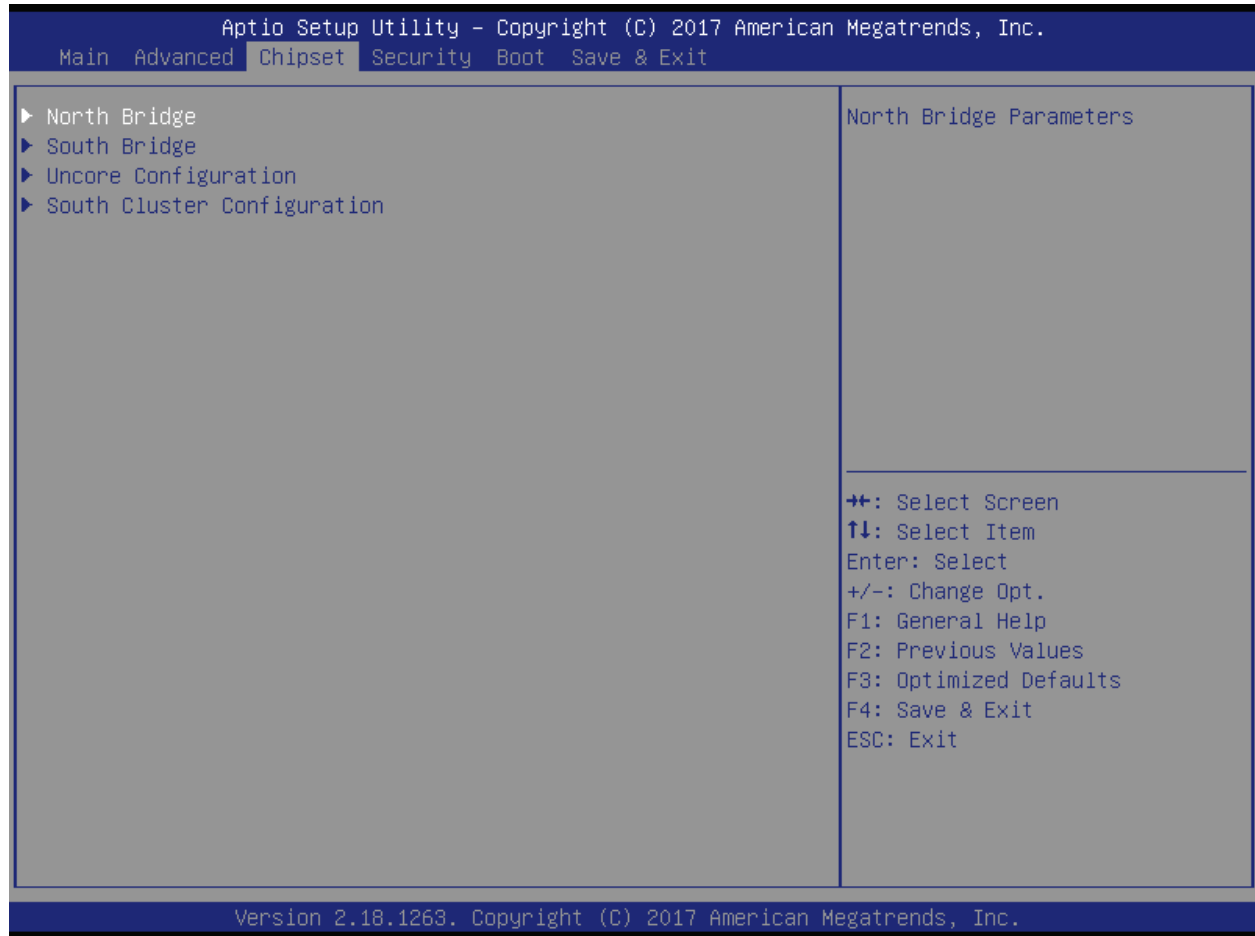 Aptio Setup Utility – Copyright (C) 2017 American Megatrends, Inc.
Main Advanced Chipset Security Boot Save & Exit
► North Bridge
► South Bridge
► Uncore Configuration
► South Cluster Configuration
North Bridge Parameters
→←: Select Screen
↑↓: Select Item
Enter: Select
+/-: Change Opt.
F1: General Help
F2: Previous Values
F3: Optimized Defaults
F4: Save & Exit
ESC: Exit
Version 2.18.1263. Copyright (C) 2017 American Megatrends, Inc.